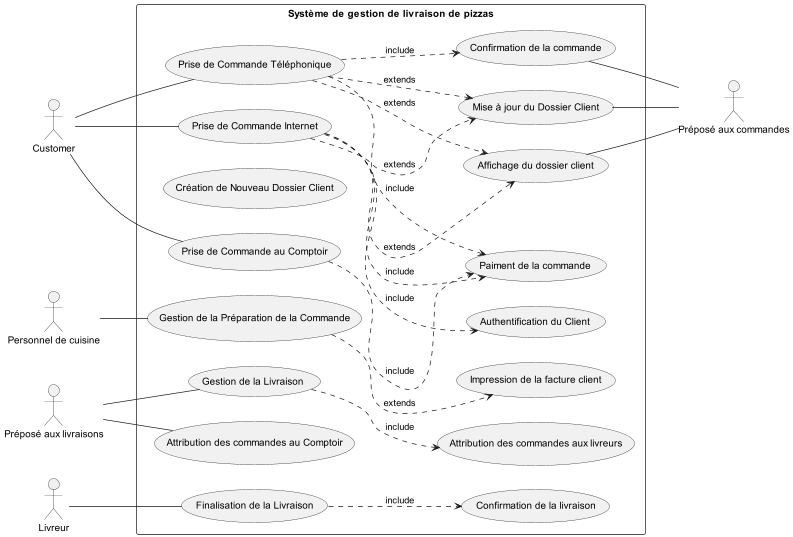 Système de gestion de livraison de pizzas
Prise de Commande Téléphonique
include
Confirmation de la commande
extends
Mise à jour du Dossier Client
extends
Préposé aux commandes
Customer
Prise de Commande Internet
extends
Affichage du dossier client
Création de Nouveau Dossier Client
include
Prise de Commande au Comptoir
extends
include
Paiment de la commande
include
Personnel de cuisine
Gestion de la Préparation de la Commande
Authentification du Client
include
Gestion de la Livraison
Impression de la facture client
extends
Préposé aux livraisons
include
Attribution des commandes au Comptoir
Attribution des commandes aux livreurs
Livreur
Finalisation de la Livraison
include
Confirmation de la livraison